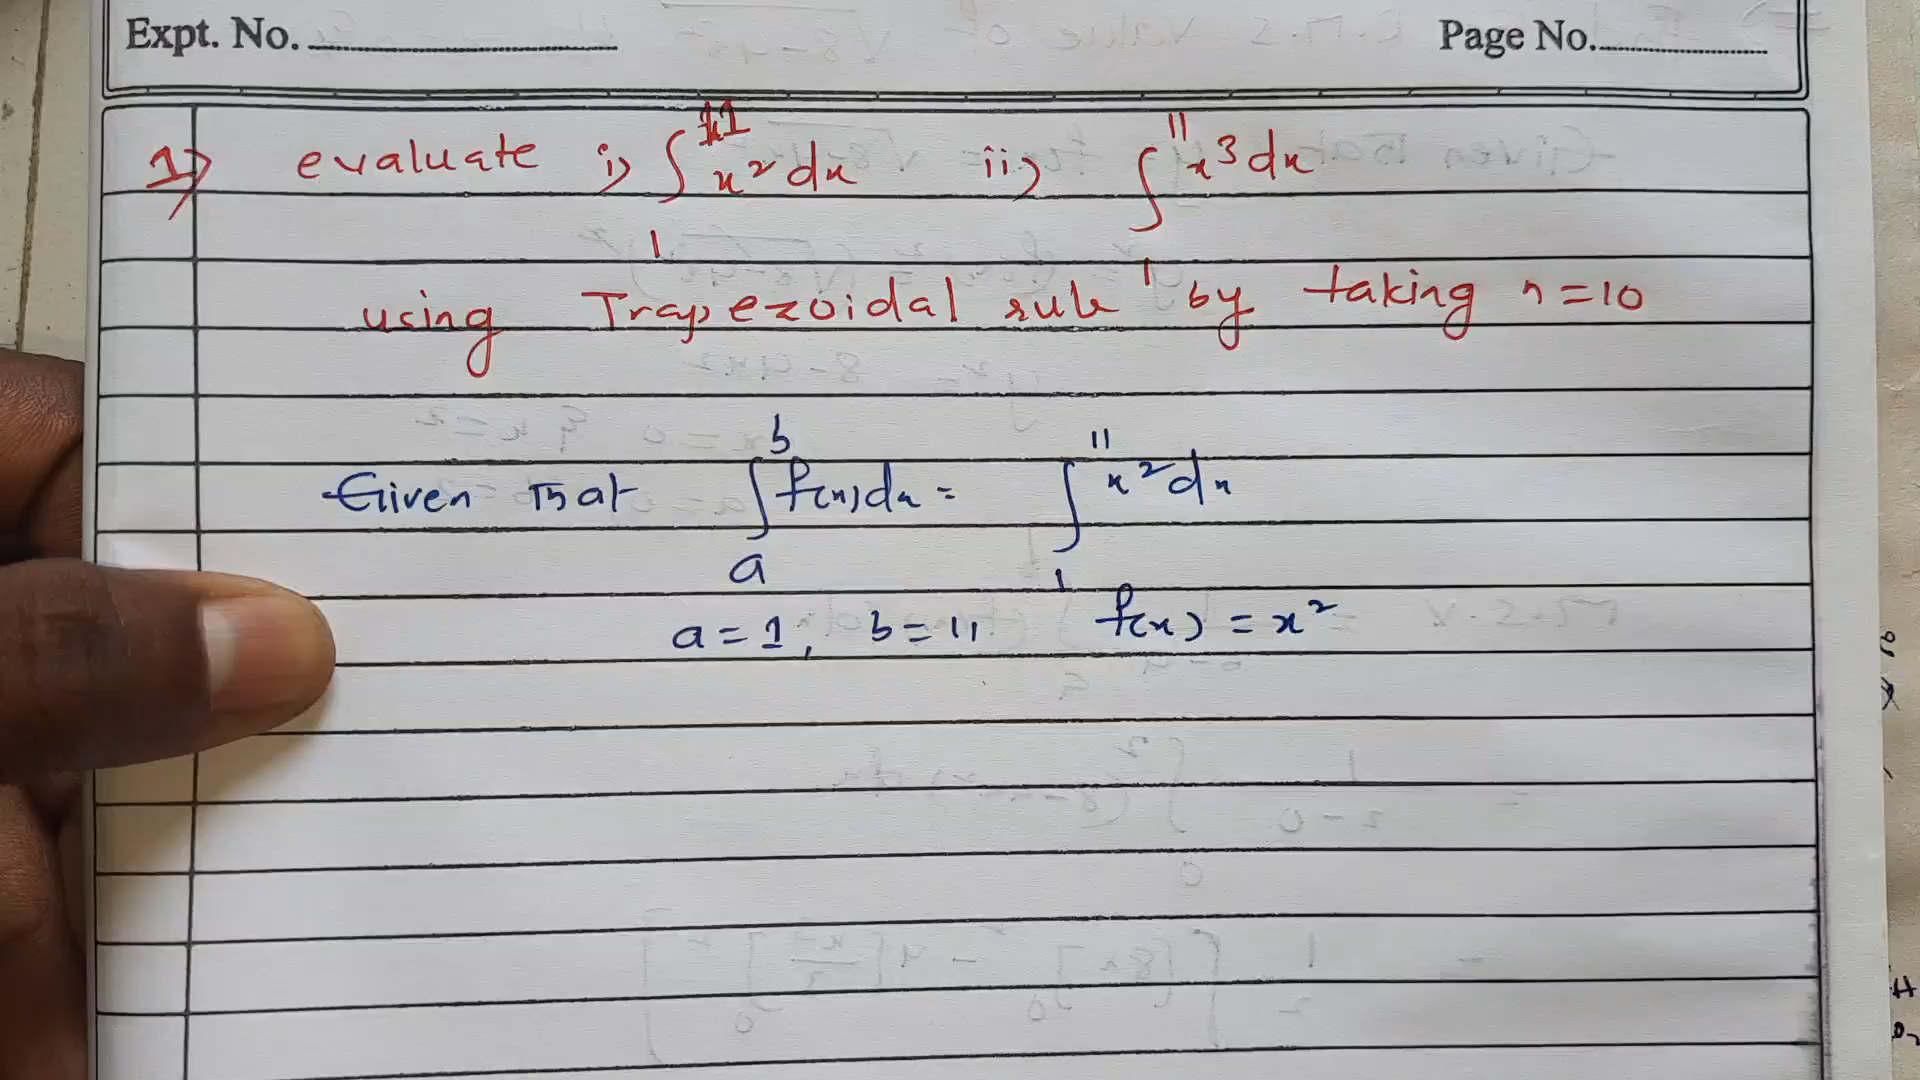 Expt. No. Page No.
1) evaluate i) ∫₁¹¹ x² dx ii) ∫₁¹¹ x³ dx
using Trapezoidal rule by taking n = 10
Given That ∫ₐᵇ f(x) dx = ∫₁¹¹ x² dx
a = 1, b = 11 f(x) = x²